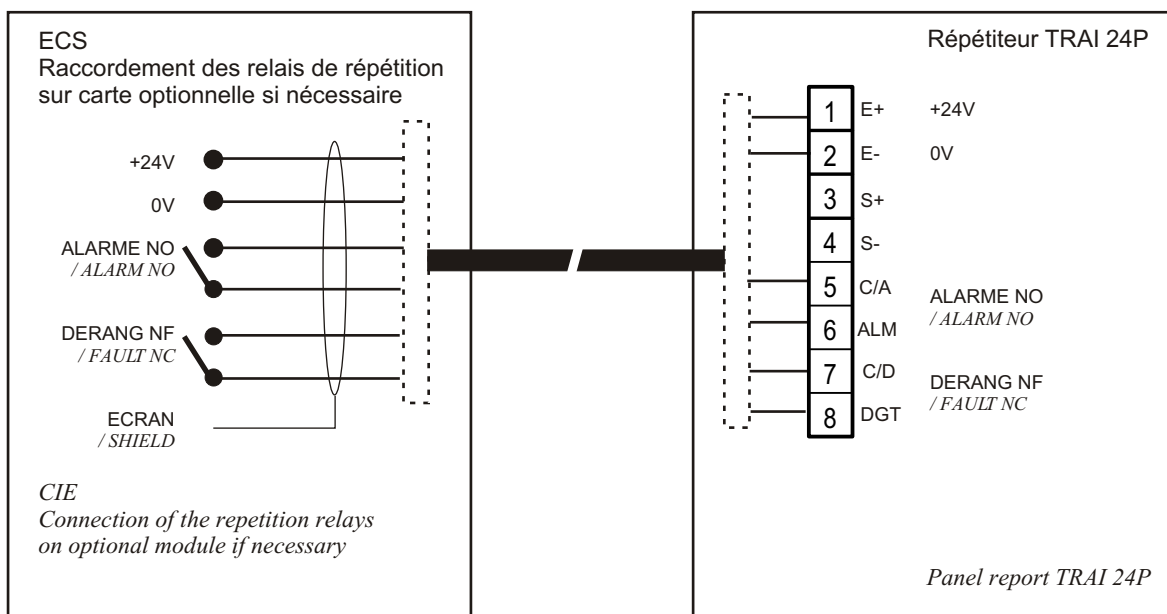 ECS
Raccordement des relais de répétition
sur carte optionnelle si nécessaire
+24V
0V
ALARME NO
/ ALARM NO
DERANG NF
/ FAULT NC
ECRAN
/ SHIELD
CIE
Connection of the repetition relays
on optional module if necessary
Répétiteur TRAI 24P
1 E+ +24V
2 E- 0V
3 S+
4 S-
5 C/A
6 ALM
ALARME NO
/ ALARM NO
7 C/D
8 DGT
DERANG NF
/ FAULT NC
Panel report TRAI 24P